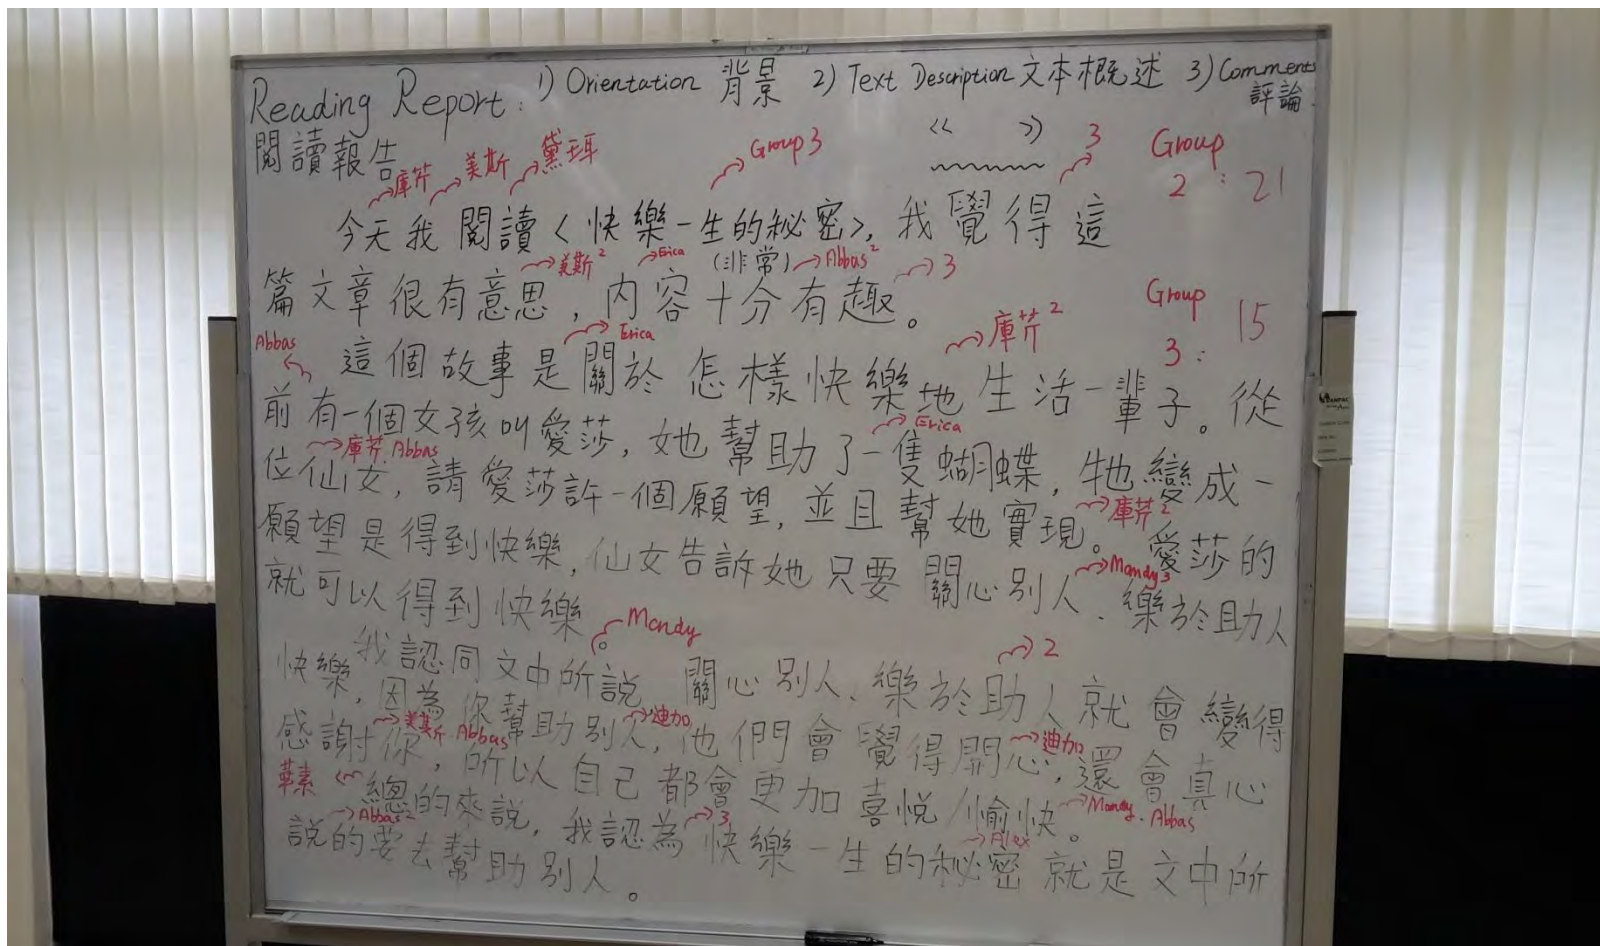 Reading Report: 1) Orientation 背景 2) Text Description 文本概述 3) Comments
閱讀報告 評論
庫芹 美斯 黛玬 Group 3 《 》 3 Group
2 : 21
今天我閱讀〈快樂一生的秘密〉, 我覺得這
美斯² Erica (非常) Abbas² 3
篇文章很有意思, 內容十分有趣。
Group
3 : 15
Abbas Erica 庫芹²
這個故事是關於怎樣快樂地生活一輩子。從
前有一個女孩叫愛莎, 她幫助了一隻蝴蝶, 牠變成一
庫芹 Abbas Erica
位仙女, 請愛莎許一個願望, 並且幫她實現。愛莎的
庫芹²
願望是得到快樂, 仙女告訴她只要關心別人、樂於助人
Mandy³
就可以得到快樂。
Mandy 2
我認同文中所說, 關心別人、樂於助人就會變得
快樂, 因為你幫助別人, 他們會覺得開心, 還會真心
美斯. Abbas 迪加 迪加
感謝你, 所以自己都會更加喜悅/愉快。
Mandy. Abbas
Abbas² 3 Alex
總的來說, 我認為快樂一生的秘密就是文中所
說的要去幫助別人。